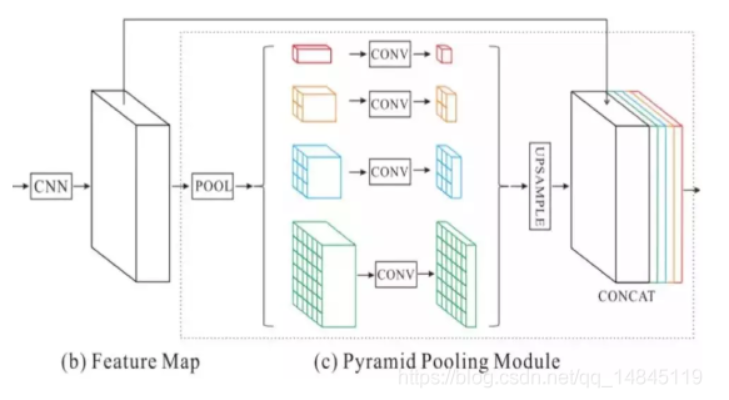 CONV
CONV
CNN
POOL
CONV
UPSAMPLE
CONV
CONCAT
(b) Feature Map
(c) Pyramid Pooling Module
https://blog.csdn.net/qq_14845119